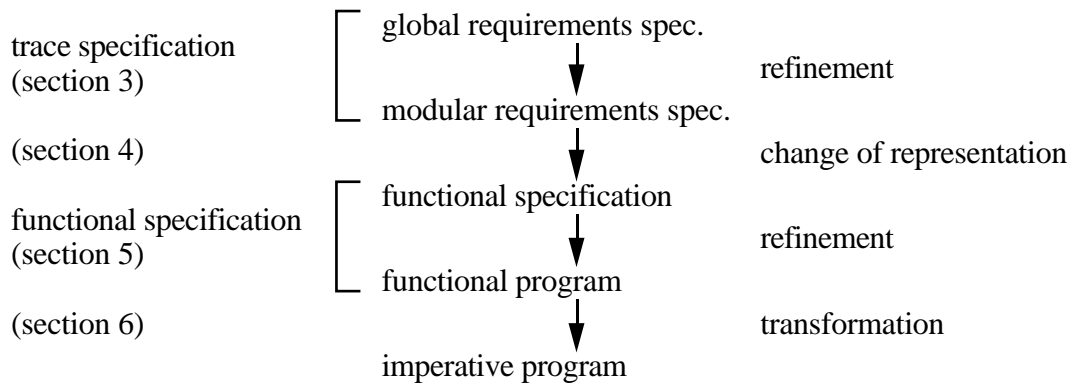 global requirements spec.
trace specification
(section 3)
refinement
modular requirements spec.
(section 4)
change of representation
functional specification
functional specification
(section 5)
refinement
functional program
(section 6)
transformation
imperative program